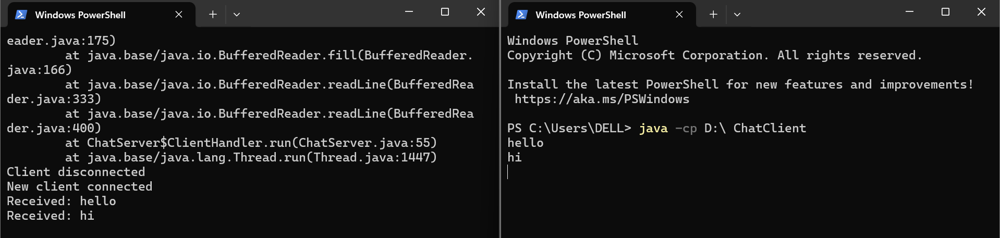 Windows PowerShell
eader.java:175)
        at java.base/java.io.BufferedReader.fill(BufferedReader.
java:166)
        at java.base/java.io.BufferedReader.readLine(BufferedRea
der.java:333)
        at java.base/java.io.BufferedReader.readLine(BufferedRea
der.java:400)
        at ChatServer$ClientHandler.run(ChatServer.java:55)
        at java.base/java.lang.Thread.run(Thread.java:1447)
Client disconnected
New client connected
Received: hello
Received: hi
Windows PowerShell
Windows PowerShell
Copyright (C) Microsoft Corporation. All rights reserved.
Install the latest PowerShell for new features and improvements!
 https://aka.ms/PSWindows
PS C:\Users\DELL> java -cp D:\ ChatClient
hello
hi